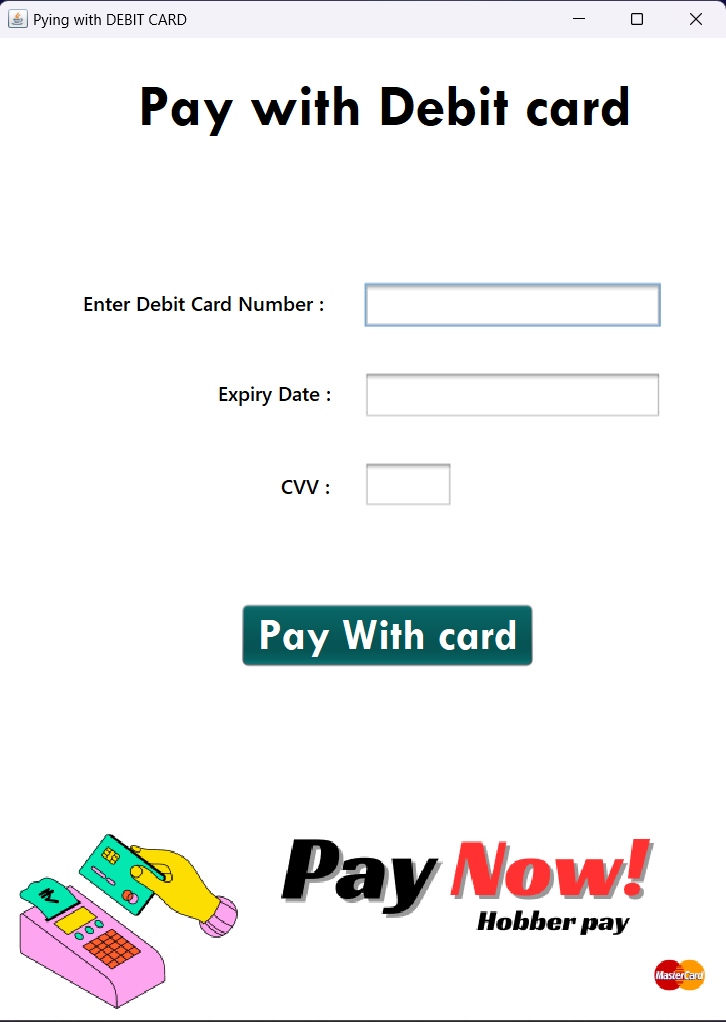 Pying with DEBIT CARD
Pay with Debit card
Enter Debit Card Number :
Expiry Date :
CVV :
Pay With card
Pay Now!
Hobber pay
MasterCard